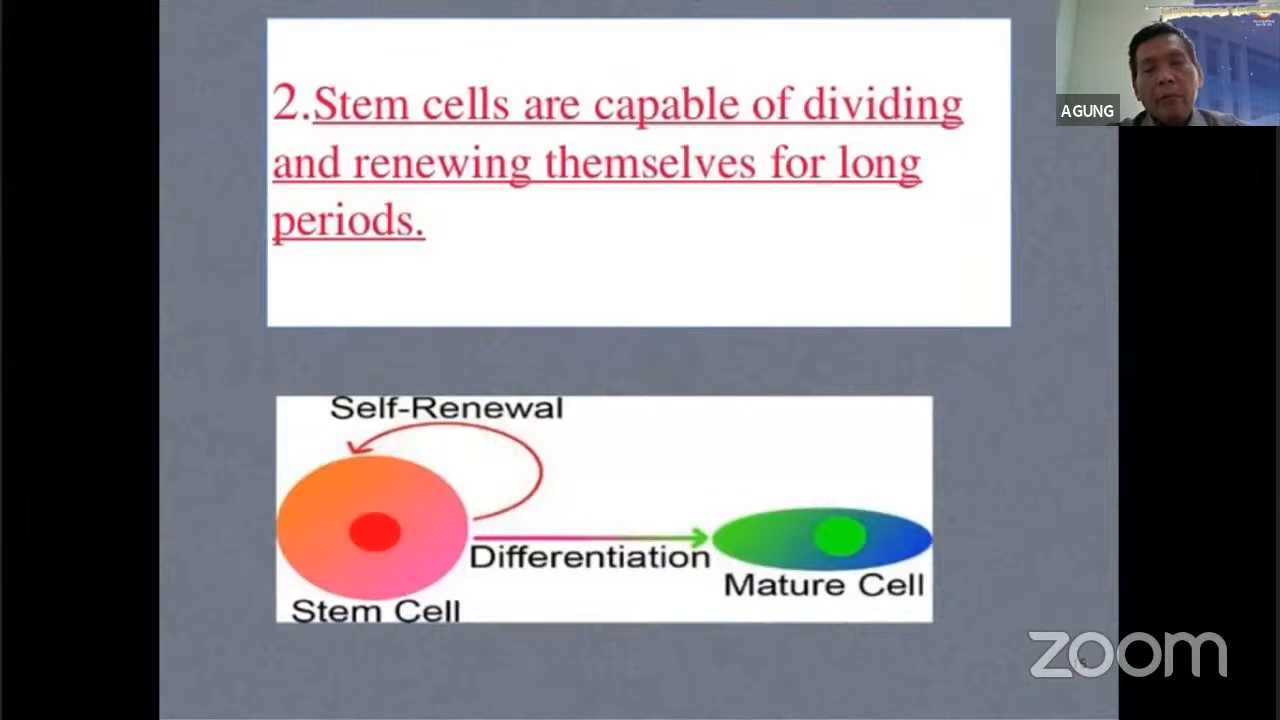 2.Stem cells are capable of dividing
and renewing themselves for long
periods.
AGUNG
Self-Renewal
Differentiation
Mature Cell
Stem Cell
zoom